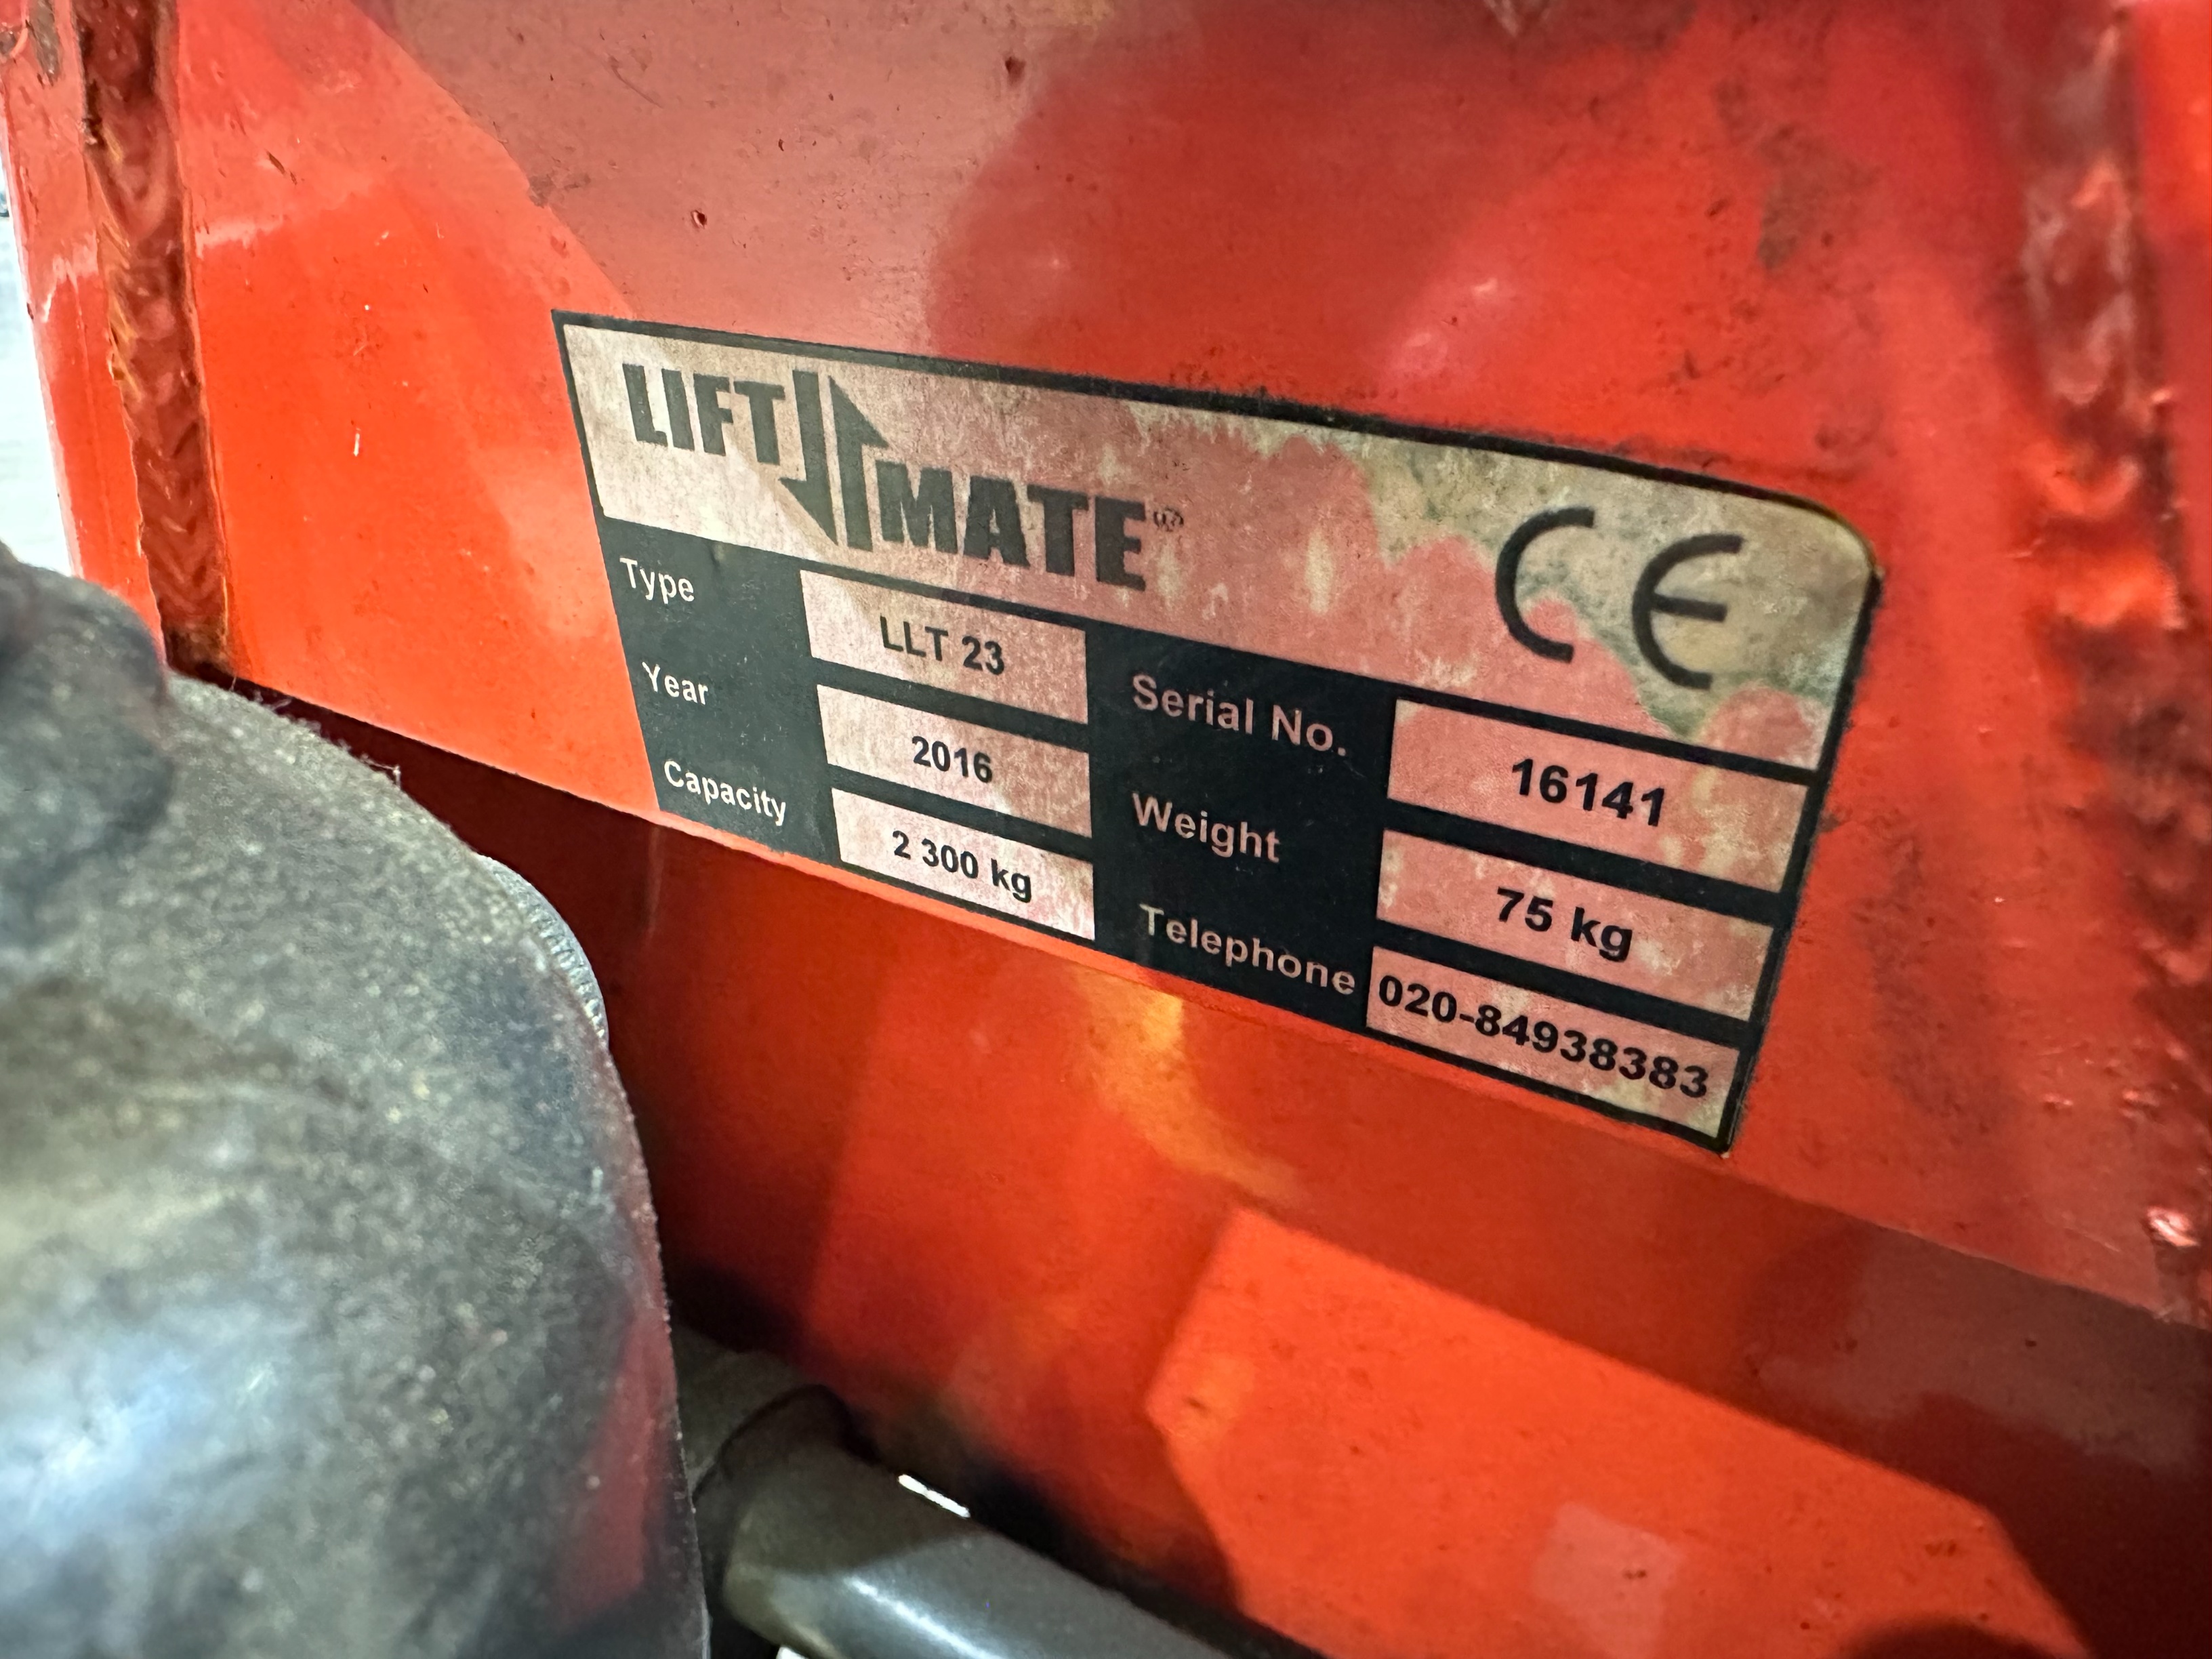 LIFT MATE® CE
Type LLT 23
Year 2016
Capacity 2 300 kg
Serial No. 16141
Weight 75 kg
Telephone 020-84938383